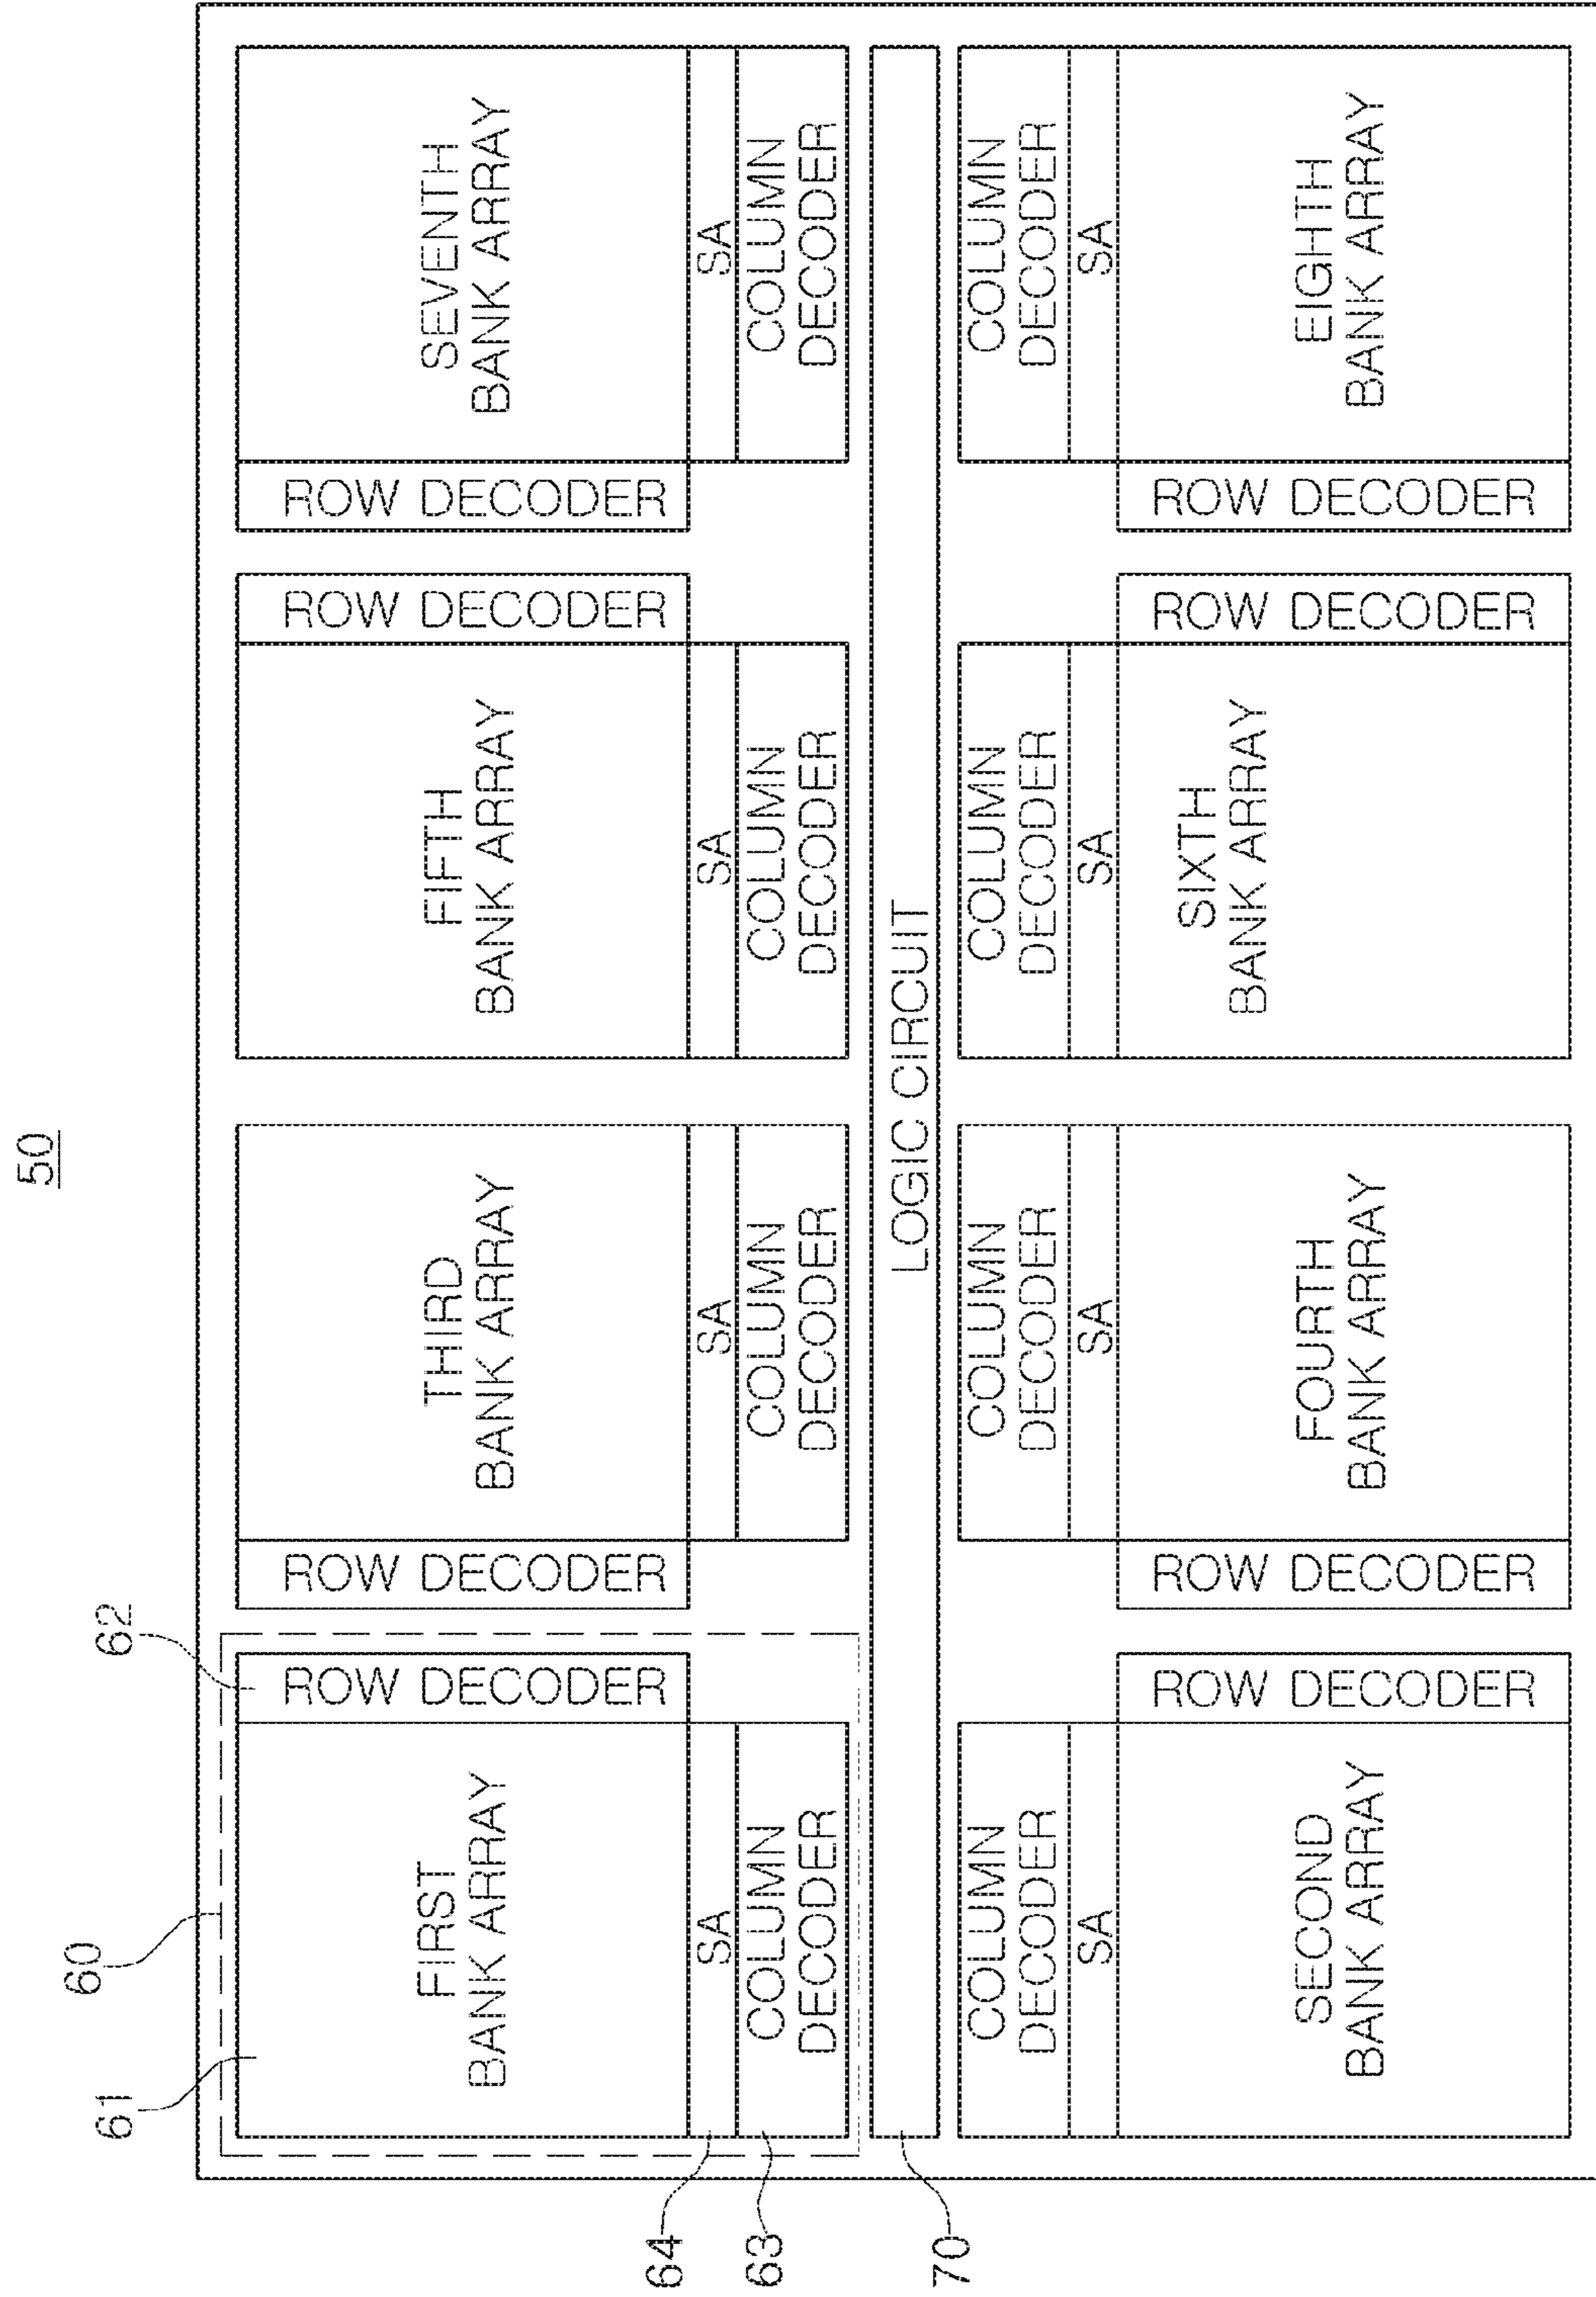 50
60
61
62
FIRST
BANK ARRAY
ROW DECODER
SA
COLUMN
DECODER
ROW DECODER
THIRD
BANK ARRAY
SA
COLUMN
DECODER
FIFTH
BANK ARRAY
ROW DECODER
SA
COLUMN
DECODER
ROW DECODER
SEVENTH
BANK ARRAY
SA
COLUMN
DECODER
64
63
70
LOGIC CIRCUIT
COLUMN
DECODER
SA
SECOND
BANK ARRAY
ROW DECODER
COLUMN
DECODER
SA
ROW DECODER
FOURTH
BANK ARRAY
COLUMN
DECODER
SA
SIXTH
BANK ARRAY
ROW DECODER
COLUMN
DECODER
SA
ROW DECODER
EIGHTH
BANK ARRAY